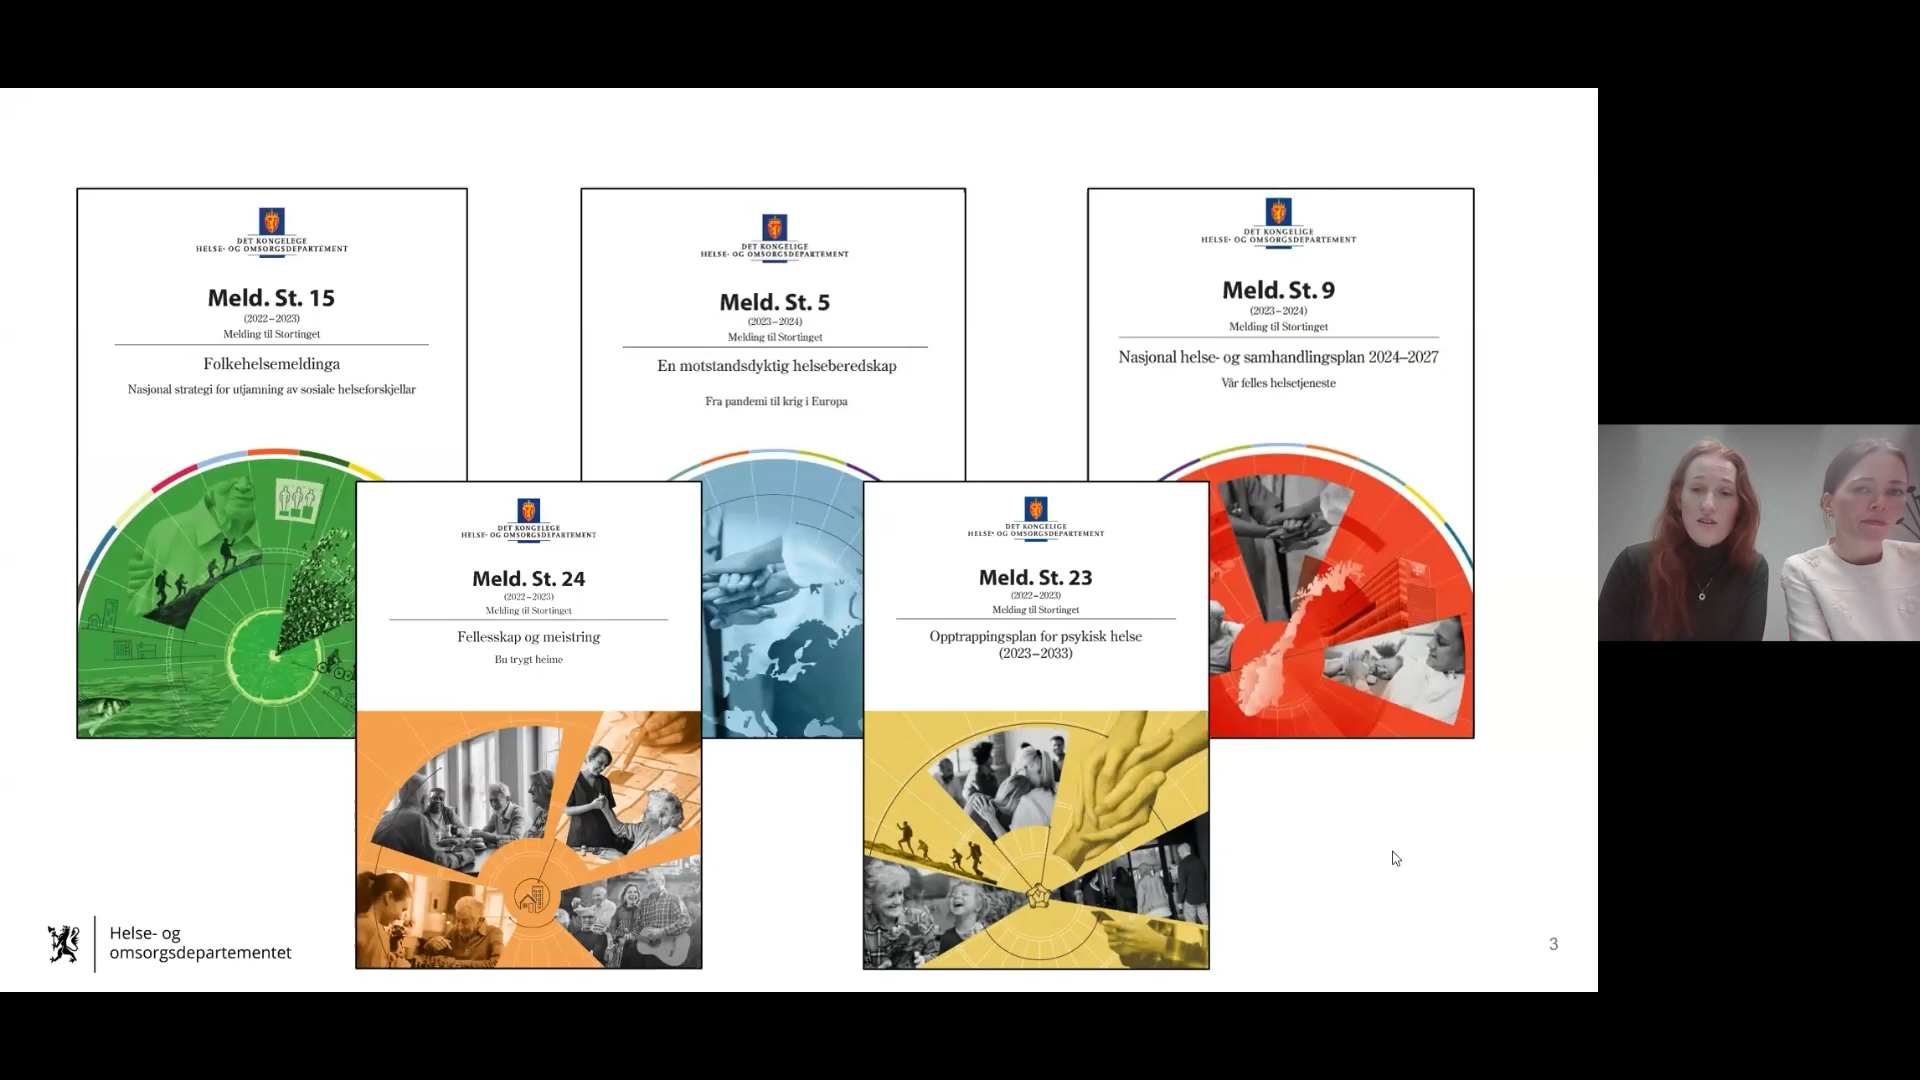 DET KONGELEGE
HELSE- OG OMSORGSDEPARTEMENT
Meld. St. 15
(2022–2023)
Melding til Stortinget
Folkehelsemeldinga
Nasjonal strategi for utjamning av sosiale helseforskjellar
DET KONGELIGE
HELSE- OG OMSORGSDEPARTEMENT
Meld. St. 5
(2023–2024)
Melding til Stortinget
En motstandsdyktig helseberedskap
Fra pandemi til krig i Europa
DET KONGELIGE
HELSE- OG OMSORGSDEPARTEMENT
Meld. St. 9
(2023–2024)
Melding til Stortinget
Nasjonal helse- og samhandlingsplan 2024–2027
Vår felles helsetjeneste
DET KONGELEGE
HELSE- OG OMSORGSDEPARTEMENT
Meld. St. 24
(2022–2023)
Melding til Stortinget
Fellesskap og meistring
Bu trygt heime
DET KONGELIGE
HELSE- OG OMSORGSDEPARTEMENT
Meld. St. 23
(2022–2023)
Melding til Stortinget
Opptrappingsplan for psykisk helse
(2023–2033)
Helse- og
omsorgsdepartementet
3